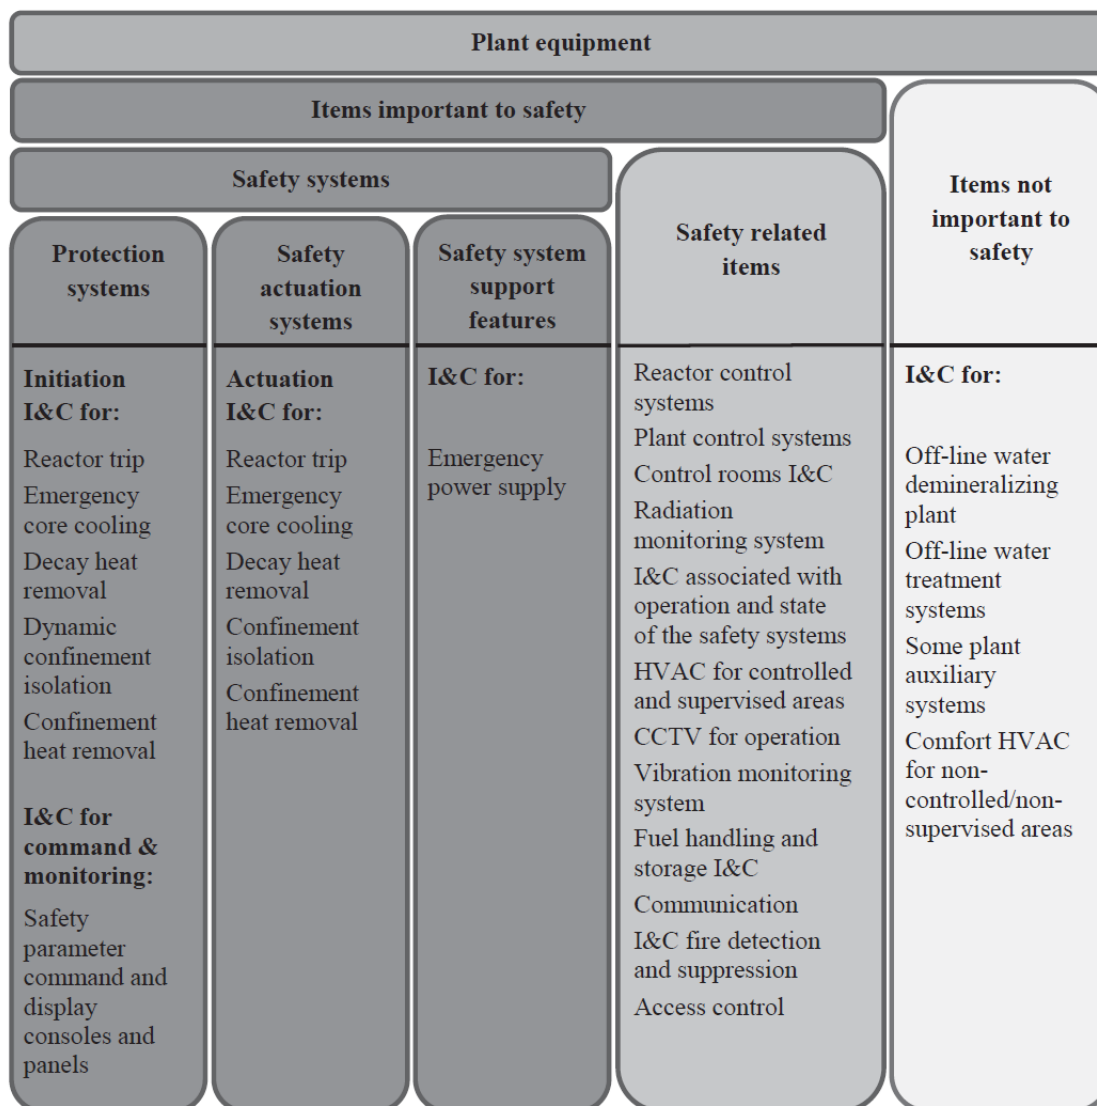 Plant equipment
Items important to safety
Safety systems
Protection
systems
Safety
actuation
systems
Safety system
support
features
Safety related
items
Items not
important to
safety
Initiation
I&C for:
Reactor trip
Emergency
core cooling
Decay heat
removal
Dynamic
confinement
isolation
Confinement
heat removal
I&C for
command &
monitoring:
Safety
parameter
command and
display
consoles and
panels
Actuation
I&C for:
Reactor trip
Emergency
core cooling
Decay heat
removal
Confinement
isolation
Confinement
heat removal
I&C for:
Emergency
power supply
Reactor control
systems
Plant control systems
Control rooms I&C
Radiation
monitoring system
I&C associated with
operation and state
of the safety systems
HVAC for controlled
and supervised areas
CCTV for operation
Vibration monitoring
system
Fuel handling and
storage I&C
Communication
I&C fire detection
and suppression
Access control
I&C for:
Off-line water
demineralizing
plant
Off-line water
treatment
systems
Some plant
auxiliary
systems
Comfort HVAC
for non-
controlled/non-
supervised areas